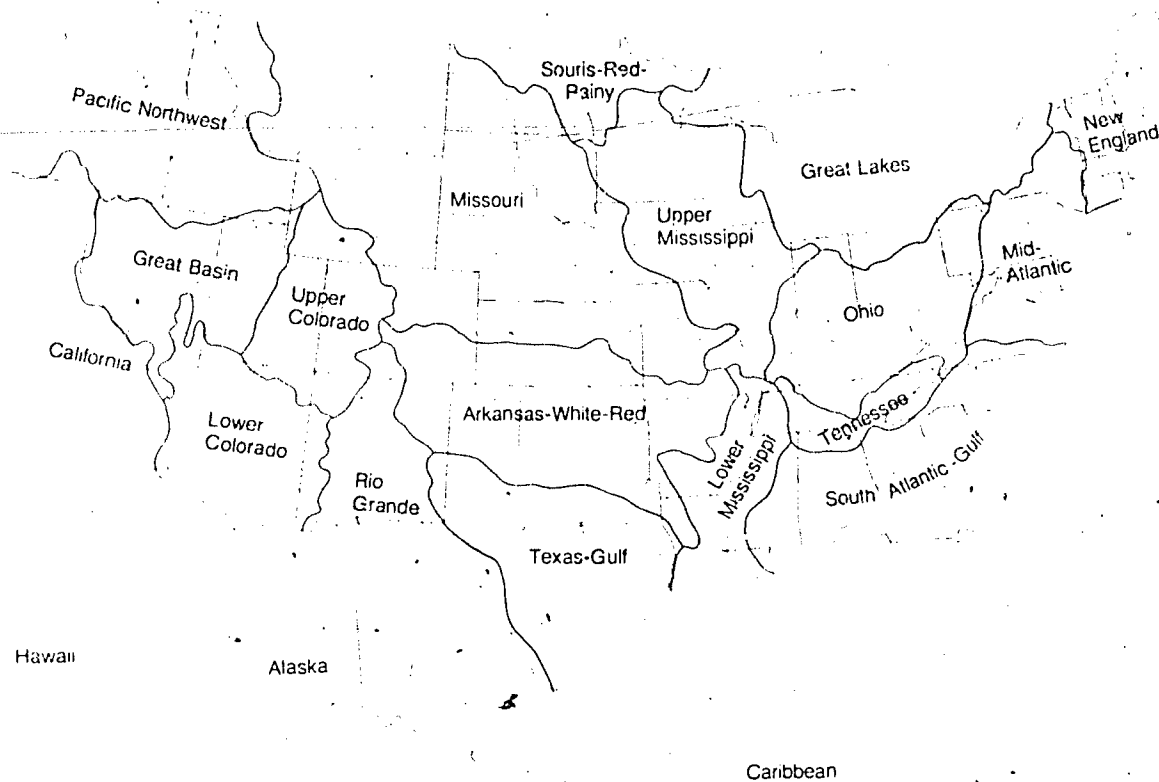 Souris-Red-
Painy
Pacific Northwest
New
England
Great Lakes
Missouri
Upper
Mississippi
Mid-
Atlantic
Great Basin
Upper
Colorado
Ohio
California
Arkansas-White-Red
Tennessee
Lower
Colorado
Lower
Mississippi
Rio
Grande
South Atlantic-Gulf
Texas-Gulf
Hawaii
Alaska
Caribbean